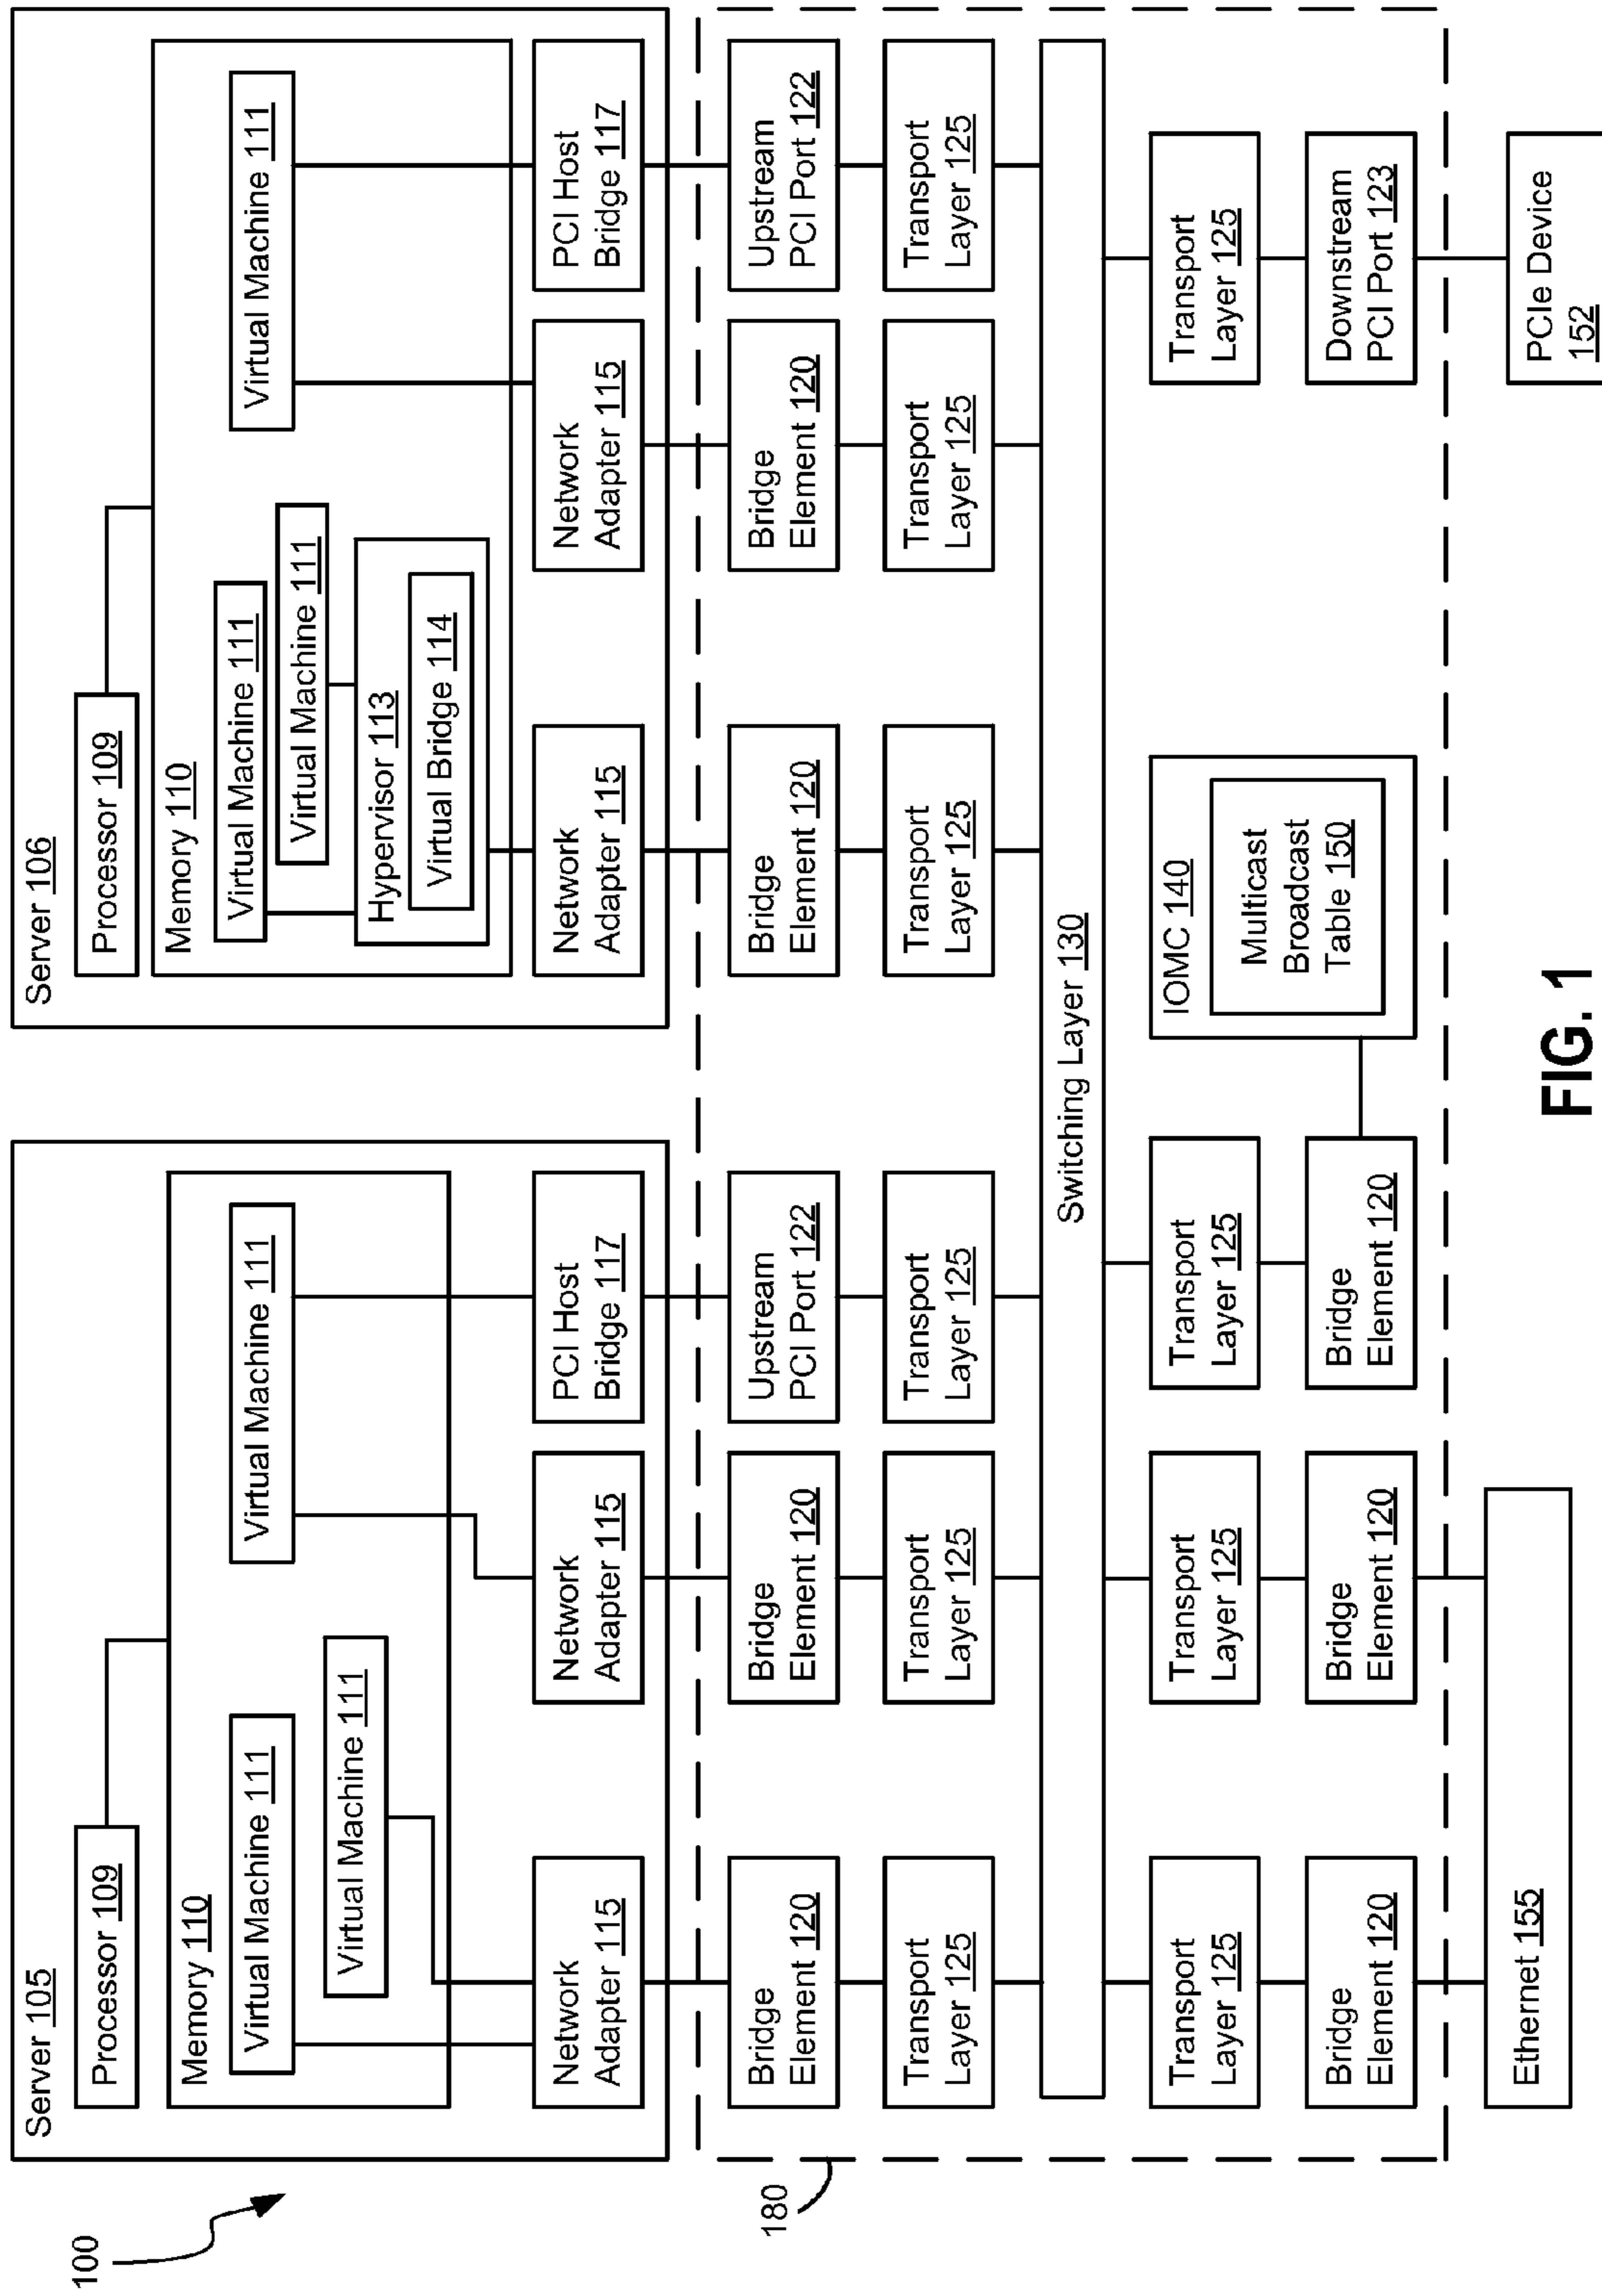 100
Server 105
Processor 109
Memory 110
Virtual Machine 111
Virtual Machine 111
Virtual Machine 111
Network
Adapter 115
Network
Adapter 115
PCI Host
Bridge 117
Server 106
Processor 109
Memory 110
Virtual Machine 111
Virtual Machine 111
Hypervisor 113
Virtual Bridge 114
Virtual Machine 111
Network
Adapter 115
Network
Adapter 115
PCI Host
Bridge 117
180
Bridge
Element 120
Bridge
Element 120
Upstream
PCI Port 122
Bridge
Element 120
Bridge
Element 120
Upstream
PCI Port 122
Transport
Layer 125
Transport
Layer 125
Transport
Layer 125
Transport
Layer 125
Transport
Layer 125
Transport
Layer 125
Switching Layer 130
Transport
Layer 125
Transport
Layer 125
Transport
Layer 125
IOMC 140
Multicast
Broadcast
Table 150
Transport
Layer 125
Bridge
Element 120
Bridge
Element 120
Bridge
Element 120
Downstream
PCI Port 123
Ethernet 155
PCIe Device
152
FIG. 1